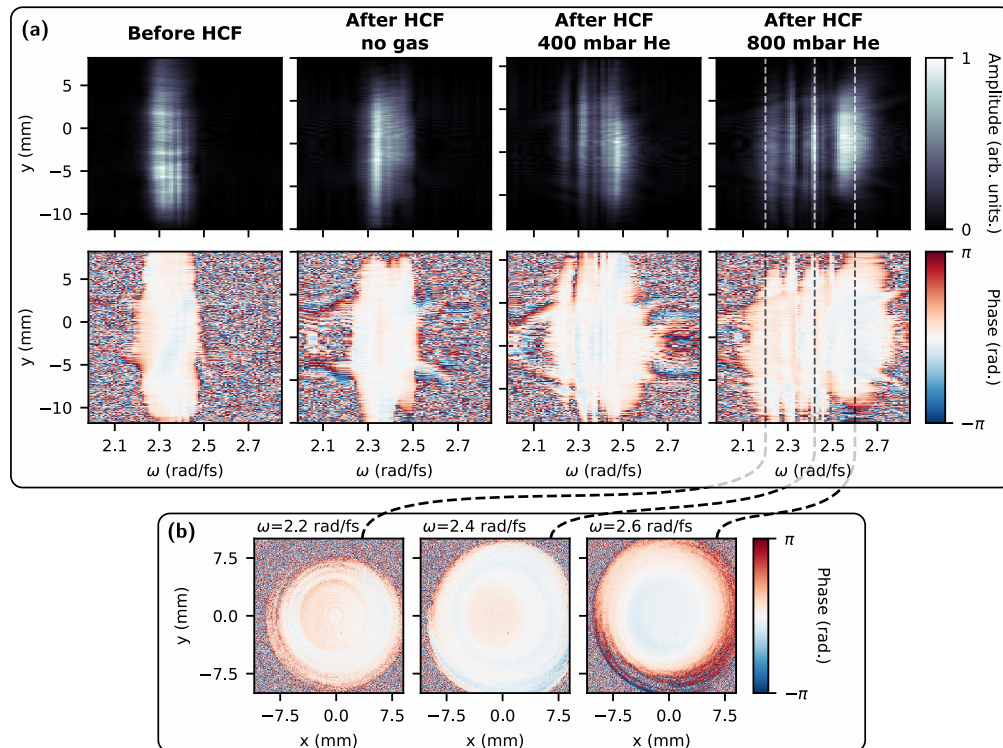 (a)
Before HCF
After HCF
no gas
After HCF
400 mbar He
After HCF
800 mbar He
y (mm)
5
0
−5
−10
1
0
Amplitude (arb. units.)
y (mm)
5
0
−5
−10
π
−π
Phase (rad.)
2.1 2.3 2.5 2.7
2.1 2.3 2.5 2.7
2.1 2.3 2.5 2.7
2.1 2.3 2.5 2.7
ω (rad/fs)
ω (rad/fs)
ω (rad/fs)
ω (rad/fs)
(b)
ω=2.2 rad/fs
ω=2.4 rad/fs
ω=2.6 rad/fs
y (mm)
7.5
0.0
−7.5
π
−π
Phase (rad.)
−7.5 0.0 7.5
−7.5 0.0 7.5
−7.5 0.0 7.5
x (mm)
x (mm)
x (mm)